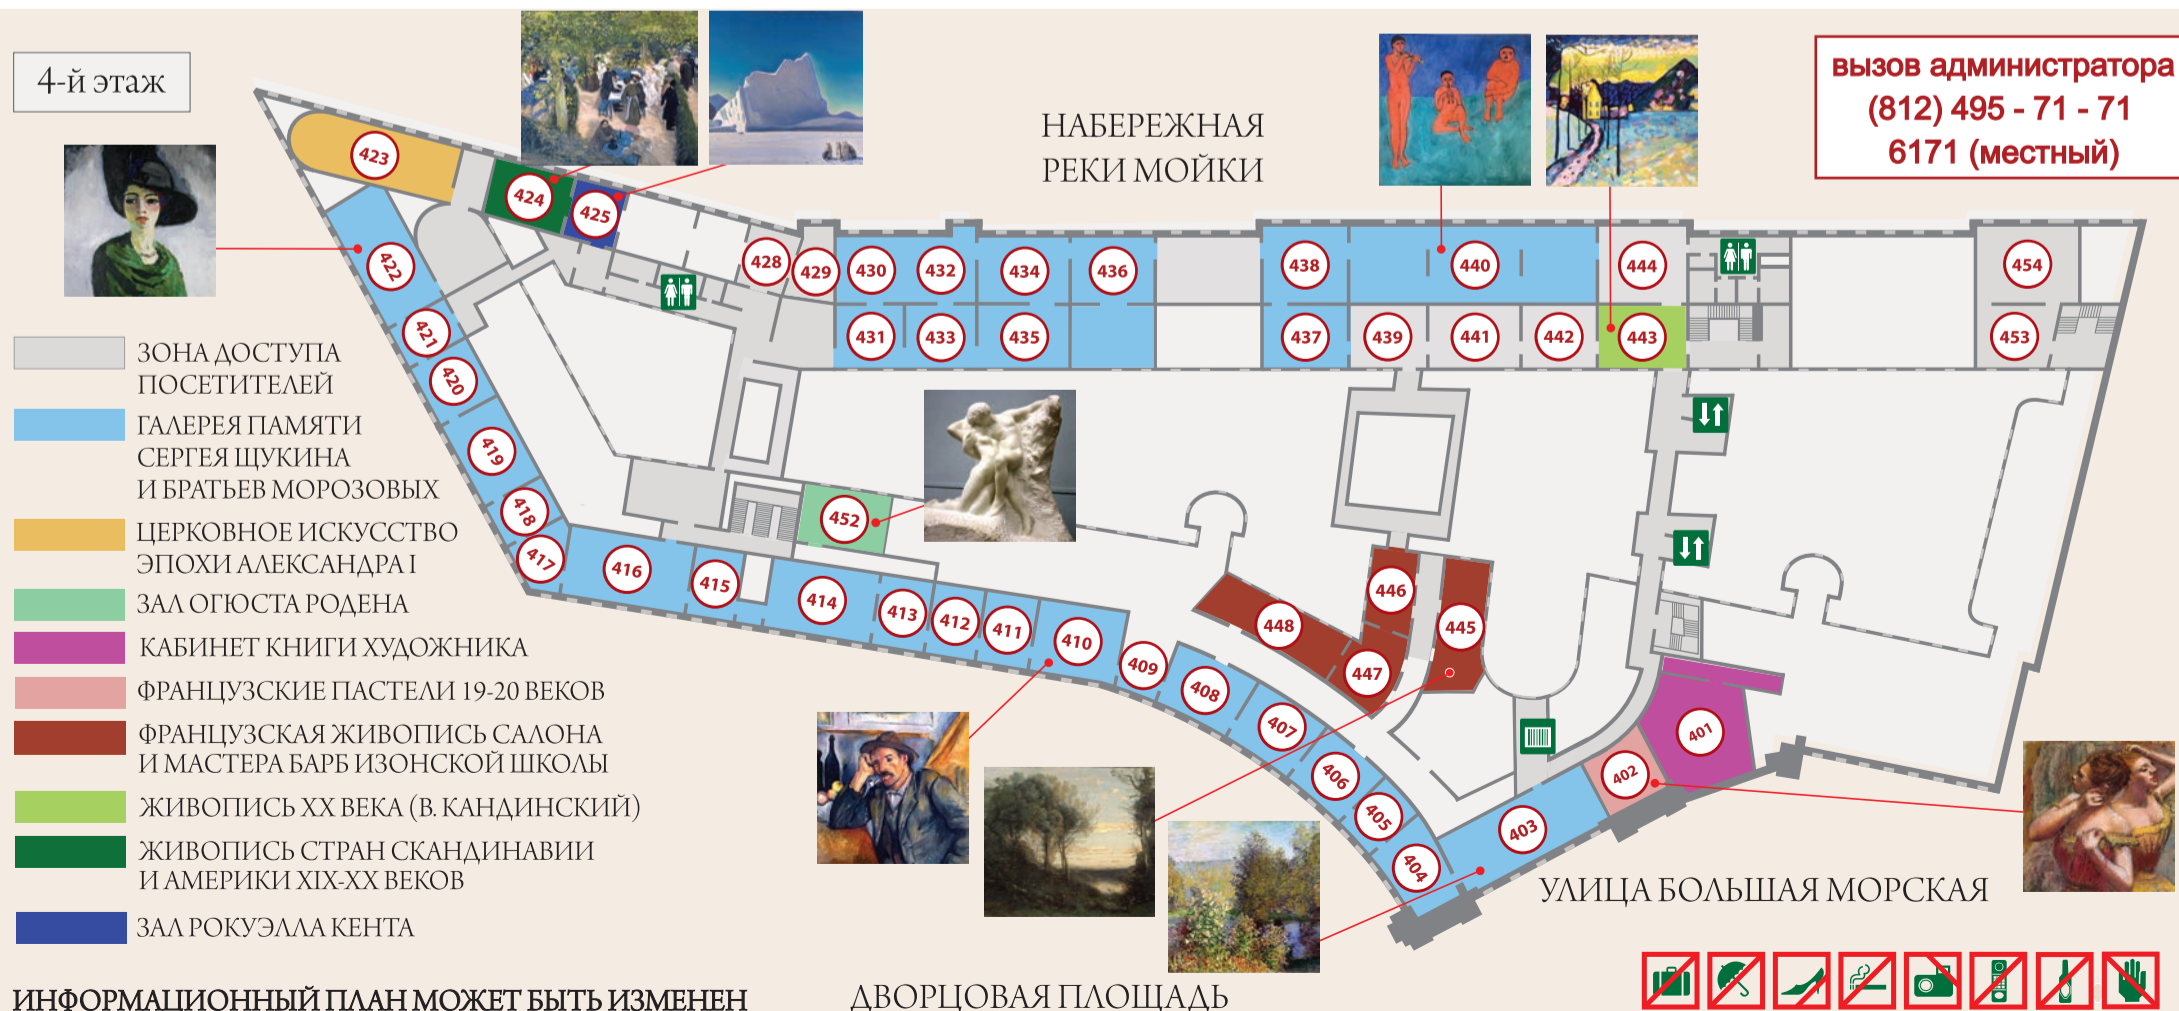 4-й этаж
НАБЕРЕЖНАЯ
РЕКИ МОЙКИ
вызов администратора
(812) 495 - 71 - 71
6171 (местный)
423
424
425
422
421
420
419
418
417
428
429
430
432
434
436
438
440
444
454
431
433
435
437
439
441
442
443
453
452
416
415
414
413
412
411
410
409
408
407
406
405
404
403
402
401
448
447
446
445
ЗОНА ДОСТУПА
ПОСЕТИТЕЛЕЙ
ГАЛЕРЕЯ ПАМЯТИ
СЕРГЕЯ ЩУКИНА
И БРАТЬЕВ МОРОЗОВЫХ
ЦЕРКОВНОЕ ИСКУССТВО
ЭПОХИ АЛЕКСАНДРА I
ЗАЛ ОГЮСТА РОДЕНА
КАБИНЕТ КНИГИ ХУДОЖНИКА
ФРАНЦУЗСКИЕ ПАСТЕЛИ 19-20 ВЕКОВ
ФРАНЦУЗСКАЯ ЖИВОПИСЬ САЛОНА
И МАСТЕРА БАРБ ИЗОНСКОЙ ШКОЛЫ
ЖИВОПИСЬ XX ВЕКА (В. КАНДИНСКИЙ)
ЖИВОПИСЬ СТРАН СКАНДИНАВИИ
И АМЕРИКИ XIX-XX ВЕКОВ
ЗАЛ РОКУЭЛЛА КЕНТА
УЛИЦА БОЛЬШАЯ МОРСКАЯ
ДВОРЦОВАЯ ПЛОЩАДЬ
ИНФОРМАЦИОННЫЙ ПЛАН МОЖЕТ БЫТЬ ИЗМЕНЕН